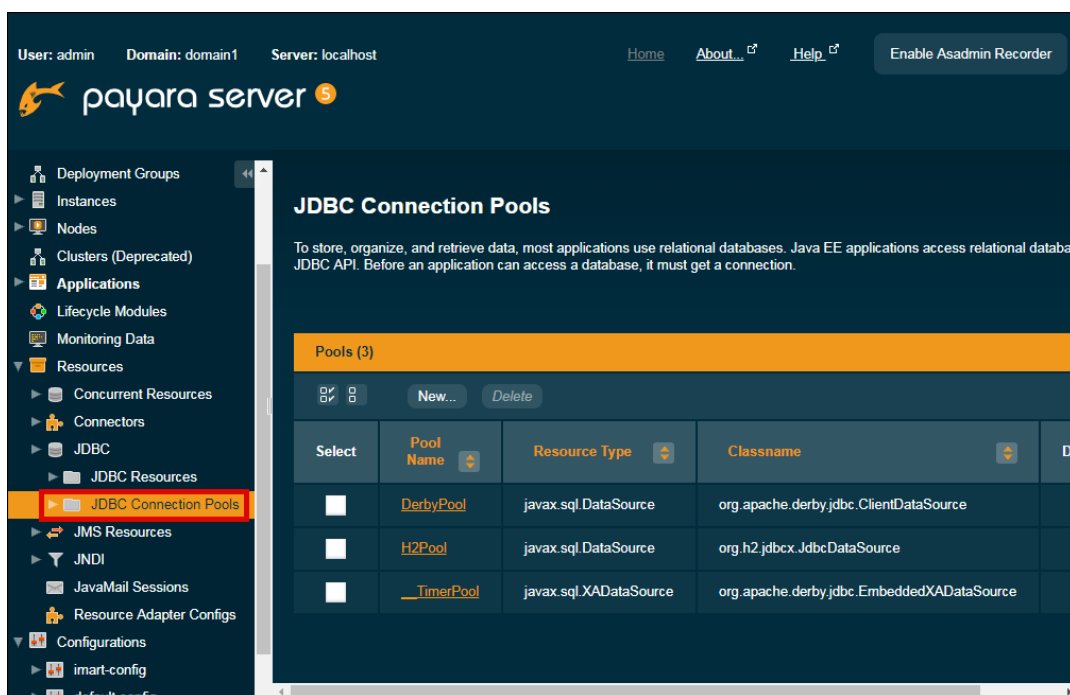 User: admin Domain: domain1 Server: localhost Home About... Help Enable Asadmin Recorder
payara server 5
Deployment Groups
Instances
Nodes
Clusters (Deprecated)
Applications
Lifecycle Modules
Monitoring Data
Resources
Concurrent Resources
Connectors
JDBC
JDBC Resources
JDBC Connection Pools
JMS Resources
JNDI
JavaMail Sessions
Resource Adapter Configs
Configurations
imart-config
default-config
JDBC Connection Pools
To store, organize, and retrieve data, most applications use relational databases. Java EE applications access relational databa
JDBC API. Before an application can access a database, it must get a connection.
Pools (3)
New... Delete
Select Pool Name Resource Type Classname D
DerbyPool javax.sql.DataSource org.apache.derby.jdbc.ClientDataSource
H2Pool javax.sql.DataSource org.h2.jdbcx.JdbcDataSource
__TimerPool javax.sql.XADataSource org.apache.derby.jdbc.EmbeddedXADataSource